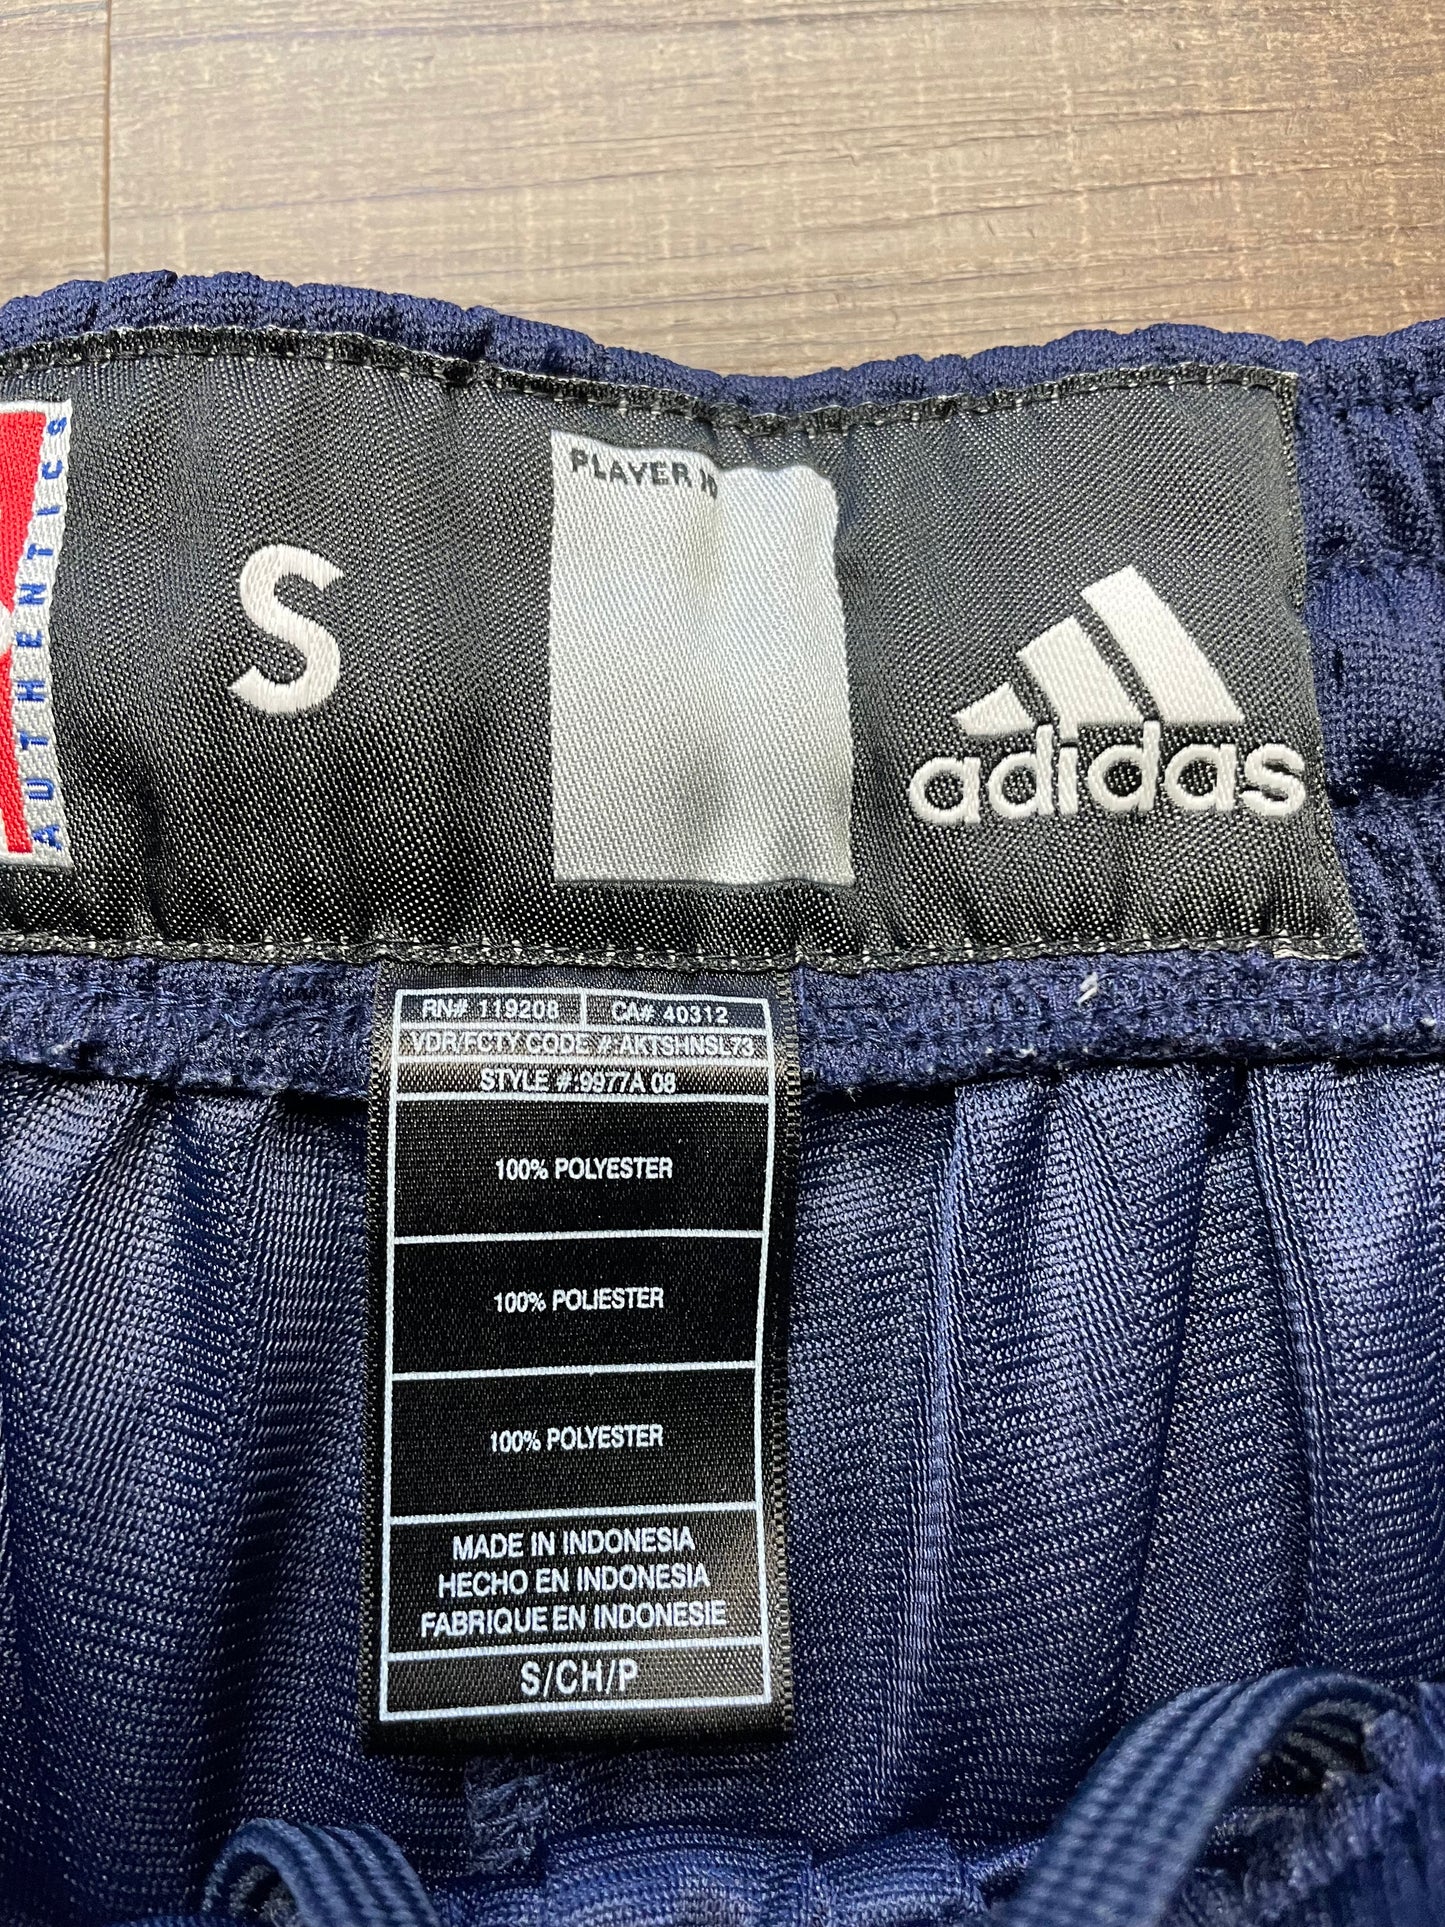 AUTHENTICS
S
PLAYER ID
adidas
RN# 119208 CA# 40312
VDR/FCTY CODE # AKTSHNSL73
STYLE #:9977A 08
100% POLYESTER
100% POLIESTER
100% POLYESTER
MADE IN INDONESIA
HECHO EN INDONESIA
FABRIQUE EN INDONESIE
S/CH/P